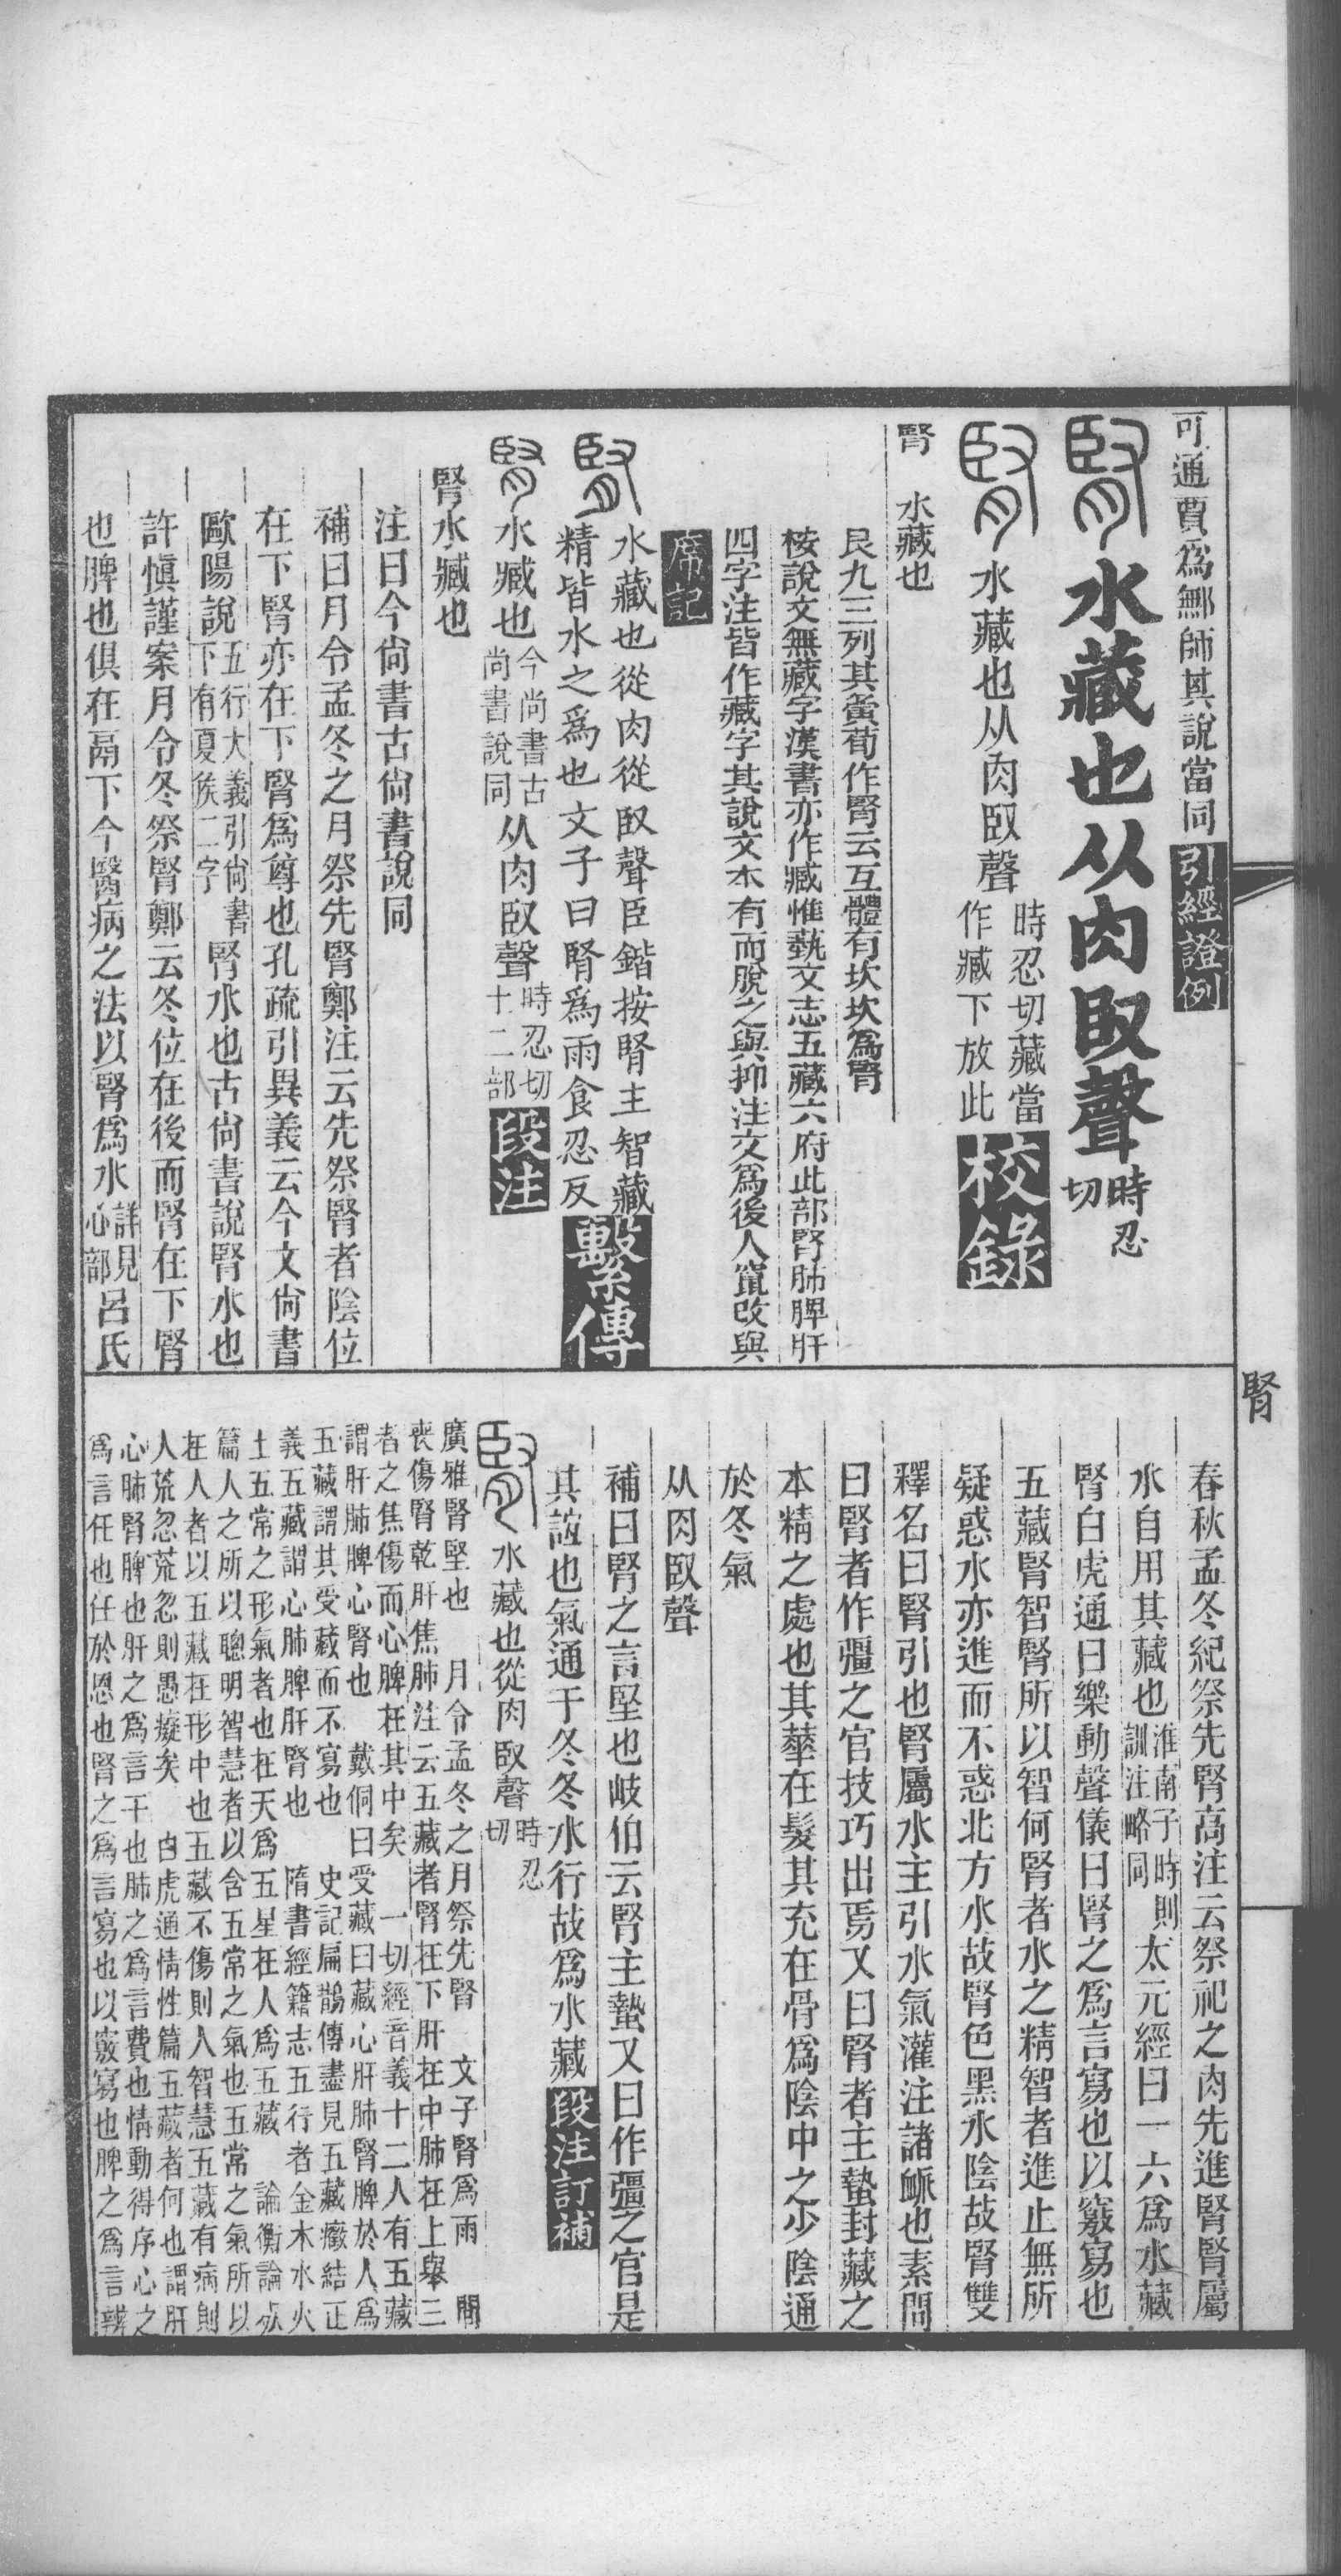 可通賈爲鄉師其說當同引經證例
腎水藏也从肉臤聲時忍切
腎水藏也从肉臤聲時忍切藏當作臧下放此校錄
腎 水藏也
艮九三列其夤荀作腎云互體有坎坎爲腎
桉說文無藏字漢書亦作臧惟蓺文志五藏六府此部腎肺脾肝
四字注皆作藏字其說文本有而脫之與抑注文爲後人竄改與
席記
腎水藏也從肉從臤聲臣鍇按腎主智藏
精皆水之爲也文子曰腎爲雨食忍反繫傳
腎水臧也今尚書古尚書說同从肉臤聲時忍切十二部段注
腎水臧也
注曰今尙書古尙書說同
補曰月令孟冬之月祭先腎鄭注云先祭腎者陰位
在下腎亦在下腎爲尊也孔疏引異義云今文尙書
歐陽說五行大義引尙書下有夏侯二字腎水也古尙書說腎水也
許愼謹案月令冬祭腎鄭云冬位在後而腎在下腎
也脾也俱在鬲下今醫病之法以腎爲水詳見心部呂氏
腎
春秋孟冬紀祭先腎高注云祭祀之肉先進腎腎屬
水自用其藏也淮南子時則訓注略同太元經曰一六爲水藏
腎白虎通曰樂動聲儀曰腎之爲言寫也以竅寫也
五藏腎智腎所以智何腎者水之精智者進止無所
疑惑水亦進而不惑北方水故腎色黑水陰故腎雙
釋名曰腎引也腎屬水主引水氣灌注諸脈也素問
曰腎者作彊之官技巧出焉又曰腎者主蟄封藏之
本精之處也其華在髮其充在骨爲陰中之少陰通
於冬氣
从肉臤聲
補曰腎之言堅也岐伯云腎主蟄又曰作彊之官是
其誼也氣通于冬冬水行故爲水藏段注訂補
腎水藏也從肉臤聲時忍切
廣雅腎堅也 月令孟冬之月祭先腎 文子腎爲雨 間
喪傷腎乾肝焦肺注云五藏者腎在下肝在中肺在上舉三
者之焦傷而心脾在其中矣 一切經音義十二人有五藏
謂肝肺脾心腎也 戴侗曰受藏曰藏心肝肺腎脾於人爲
五藏謂其受藏而不寫也 史記扁鵲傳盡見五藏癥結正
義五藏謂心肺脾肝腎也 隋書經籍志五行者金木水火
土五常之形氣者也在天爲五星在人爲五藏 論衡論死
篇人之所以聰明智慧者以含五常之氣也五常之氣所以
在人者以五藏在形中也五藏不傷則人智慧五藏有病則
人荒忽荒忽則愚癡矣 白虎通情性篇五藏者何也謂肝
心肺腎脾也肝之爲言干也肺之爲言費也情動得序心之
爲言任也任於恩也腎之爲言寫也以竅寫也脾之爲言辨